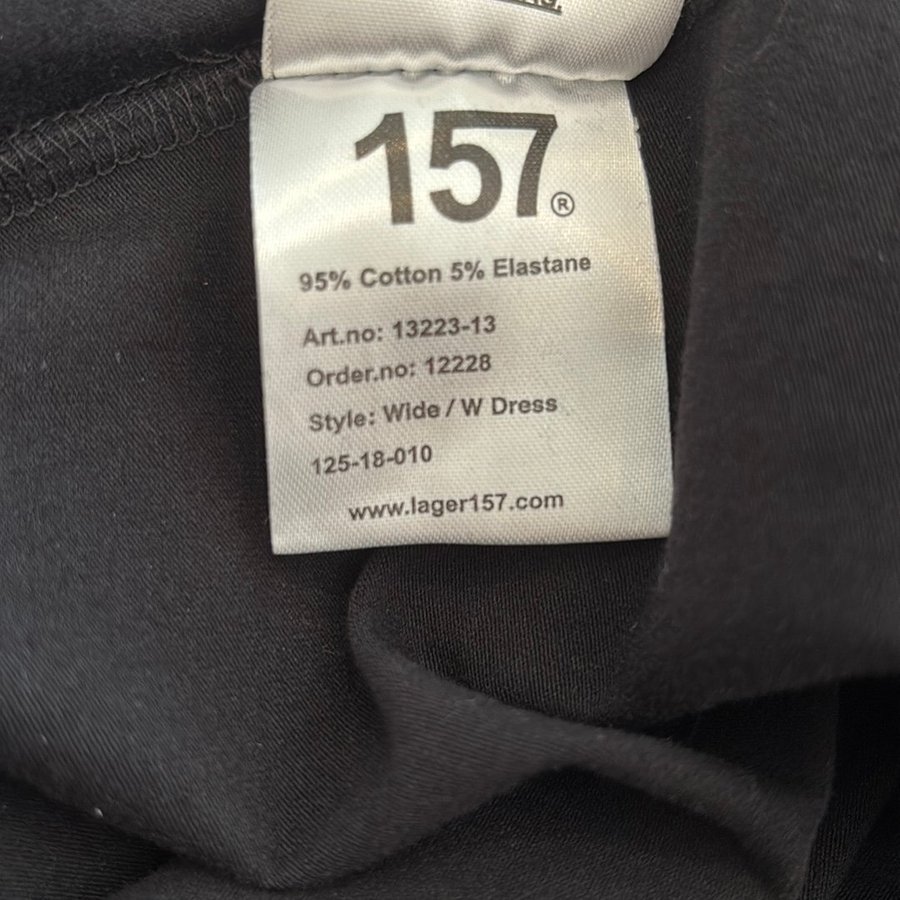 157®
95% Cotton 5% Elastane
Art.no: 13223-13
Order.no: 12228
Style: Wide / W Dress
125-18-010
www.lager157.com